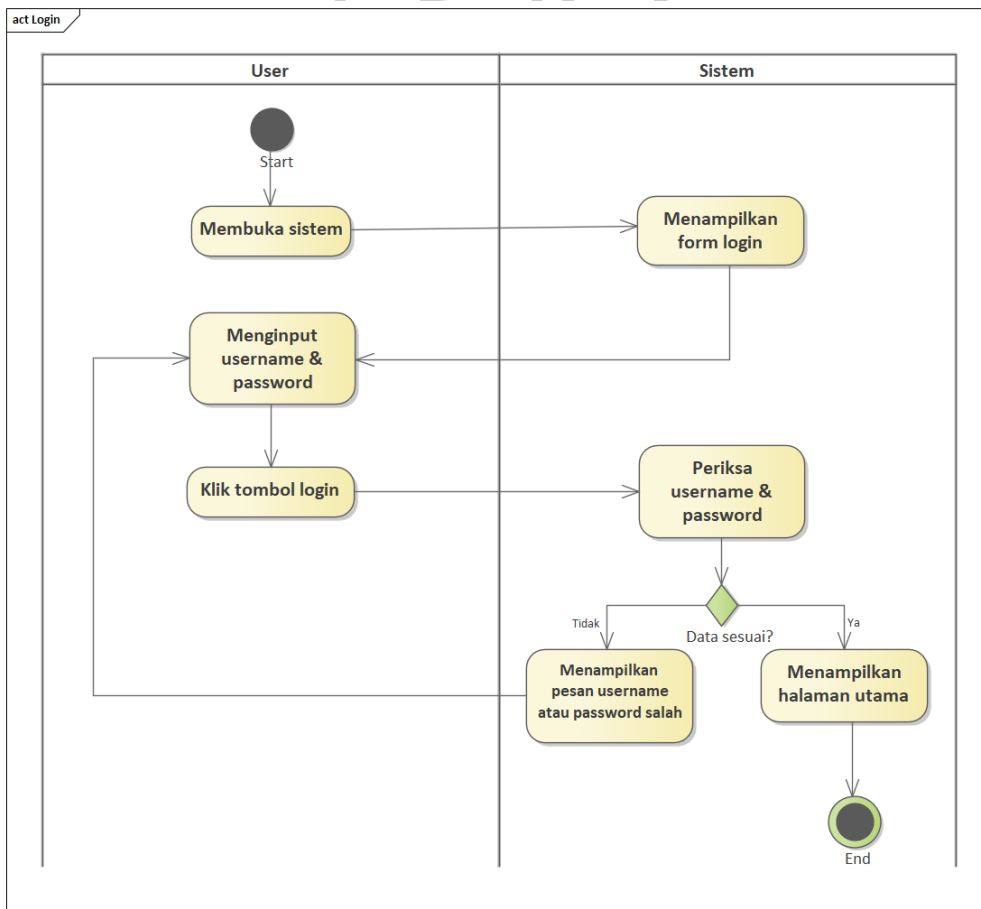 act Login
User
Sistem
Start
Membuka sistem
Menampilkan
form login
Menginput
username &
password
Klik tombol login
Periksa
username &
password
Tidak
Data sesuai?
Ya
Menampilkan
pesan username
atau password salah
Menampilkan
halaman utama
End